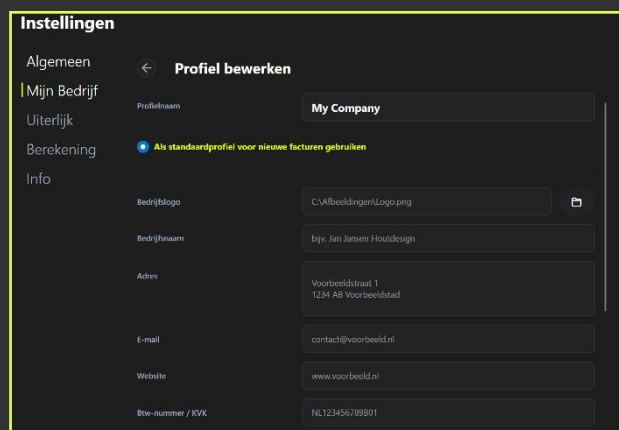 Instellingen
Algemeen
Mijn Bedrijf
Uiterlijk
Berekening
Info
Profiel bewerken
Profielnaam
My Company
Als standaardprofiel voor nieuwe facturen gebruiken
Bedrijfslogo
C:\Afbeeldingen\Logo.png
Bedrijfsnaam
bijv. Jan Jansen Houtdesign
Adres
Voorbeeldstraat 1
1234 AB Voorbeeldstad
E-mail
contact@voorbeeld.nl
Website
www.voorbeeld.nl
Btw-nummer / KVK
NL123456789B01